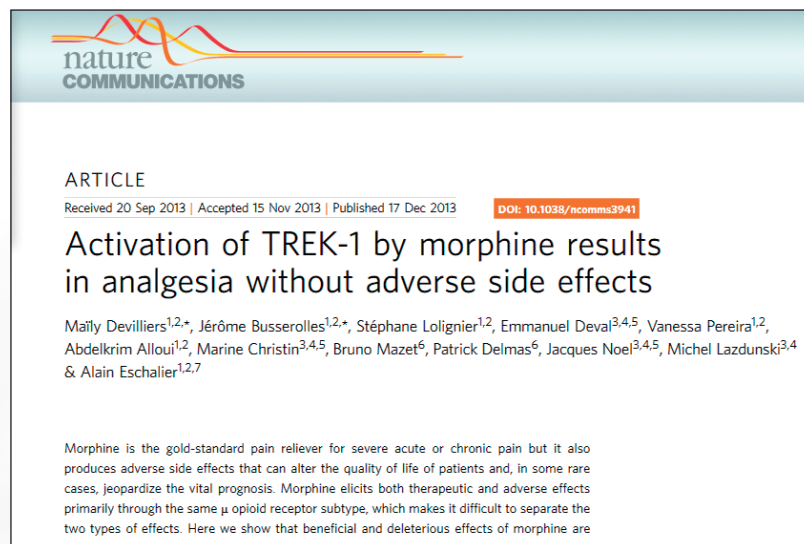 nature
COMMUNICATIONS
ARTICLE
Received 20 Sep 2013 | Accepted 15 Nov 2013 | Published 17 Dec 2013 DOI: 10.1038/ncomms3941
Activation of TREK-1 by morphine results
in analgesia without adverse side effects
Maïly Devilliers1,2,*, Jérôme Busserolles1,2,*, Stéphane Lolignier1,2, Emmanuel Deval3,4,5, Vanessa Pereira1,2,
Abdelkrim Alloui1,2, Marine Christin3,4,5, Bruno Mazet6, Patrick Delmas6, Jacques Noel3,4,5, Michel Lazdunski3,4
& Alain Eschalier1,2,7
Morphine is the gold-standard pain reliever for severe acute or chronic pain but it also
produces adverse side effects that can alter the quality of life of patients and, in some rare
cases, jeopardize the vital prognosis. Morphine elicits both therapeutic and adverse effects
primarily through the same μ opioid receptor subtype, which makes it difficult to separate the
two types of effects. Here we show that beneficial and deleterious effects of morphine are